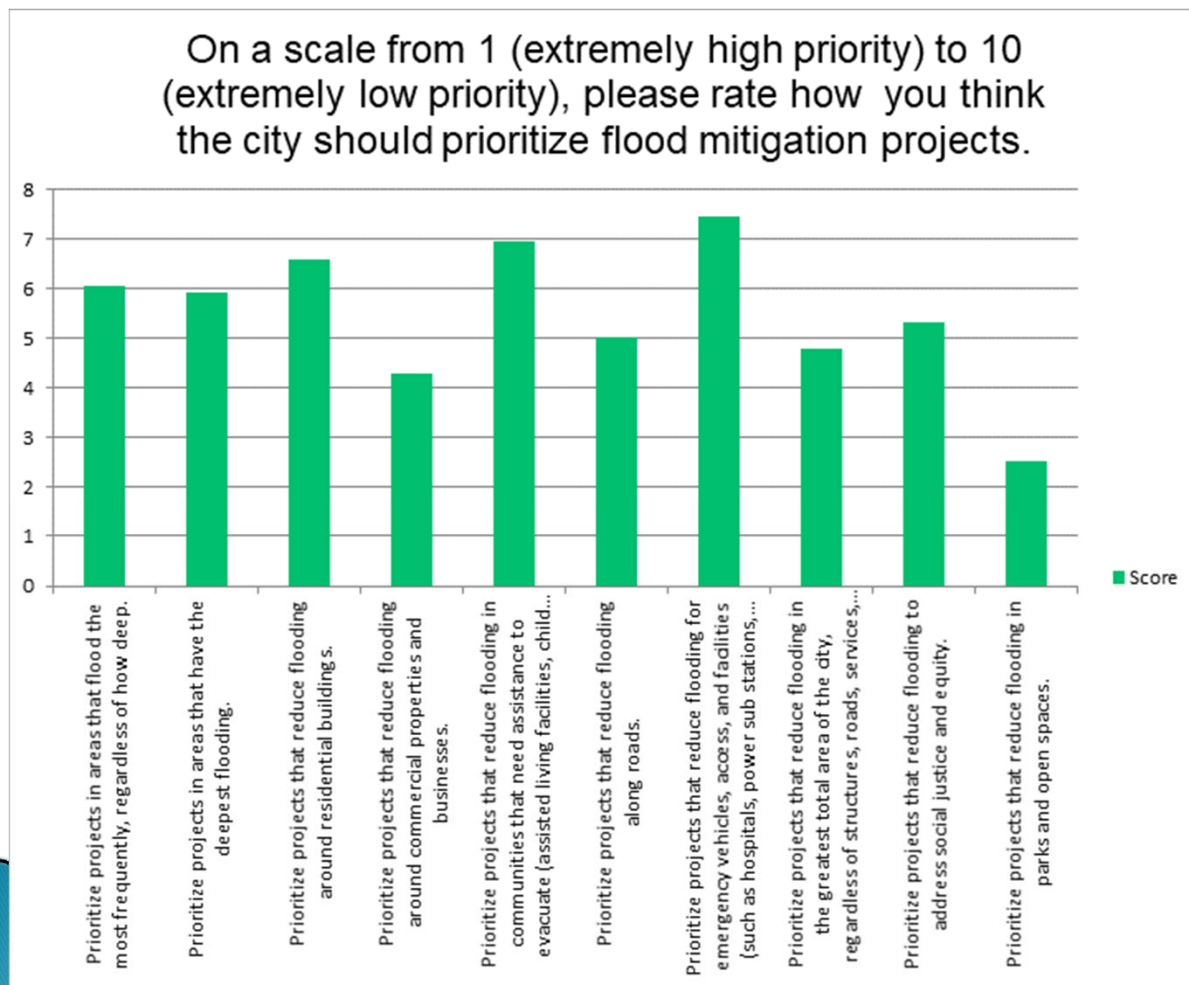 On a scale from 1 (extremely high priority) to 10
(extremely low priority), please rate how  you think
the city should prioritize flood mitigation projects.
8
7
6
5
4
3
2
1
0
Score
Prioritize projects in areas that flood the
most frequently, regardless of how deep.
Prioritize projects in areas that have the
deepest flooding.
Prioritize projects that reduce flooding
around residential buildings.
Prioritize projects that reduce flooding
around commercial properties and
businesses.
Prioritize projects that reduce flooding in
communities that need assistance to
evacuate (assisted living facilities, child...
Prioritize projects that reduce flooding
along roads.
Prioritize projects that reduce flooding for
emergency vehicles, access, and facilities
(such as hospitals, power sub stations,...
Prioritize projects that reduce flooding in
the greatest total area of the city,
regardless of structures, roads, services,...
Prioritize projects that reduce flooding to
address social justice and equity.
Prioritize projects that reduce flooding in
parks and open spaces.